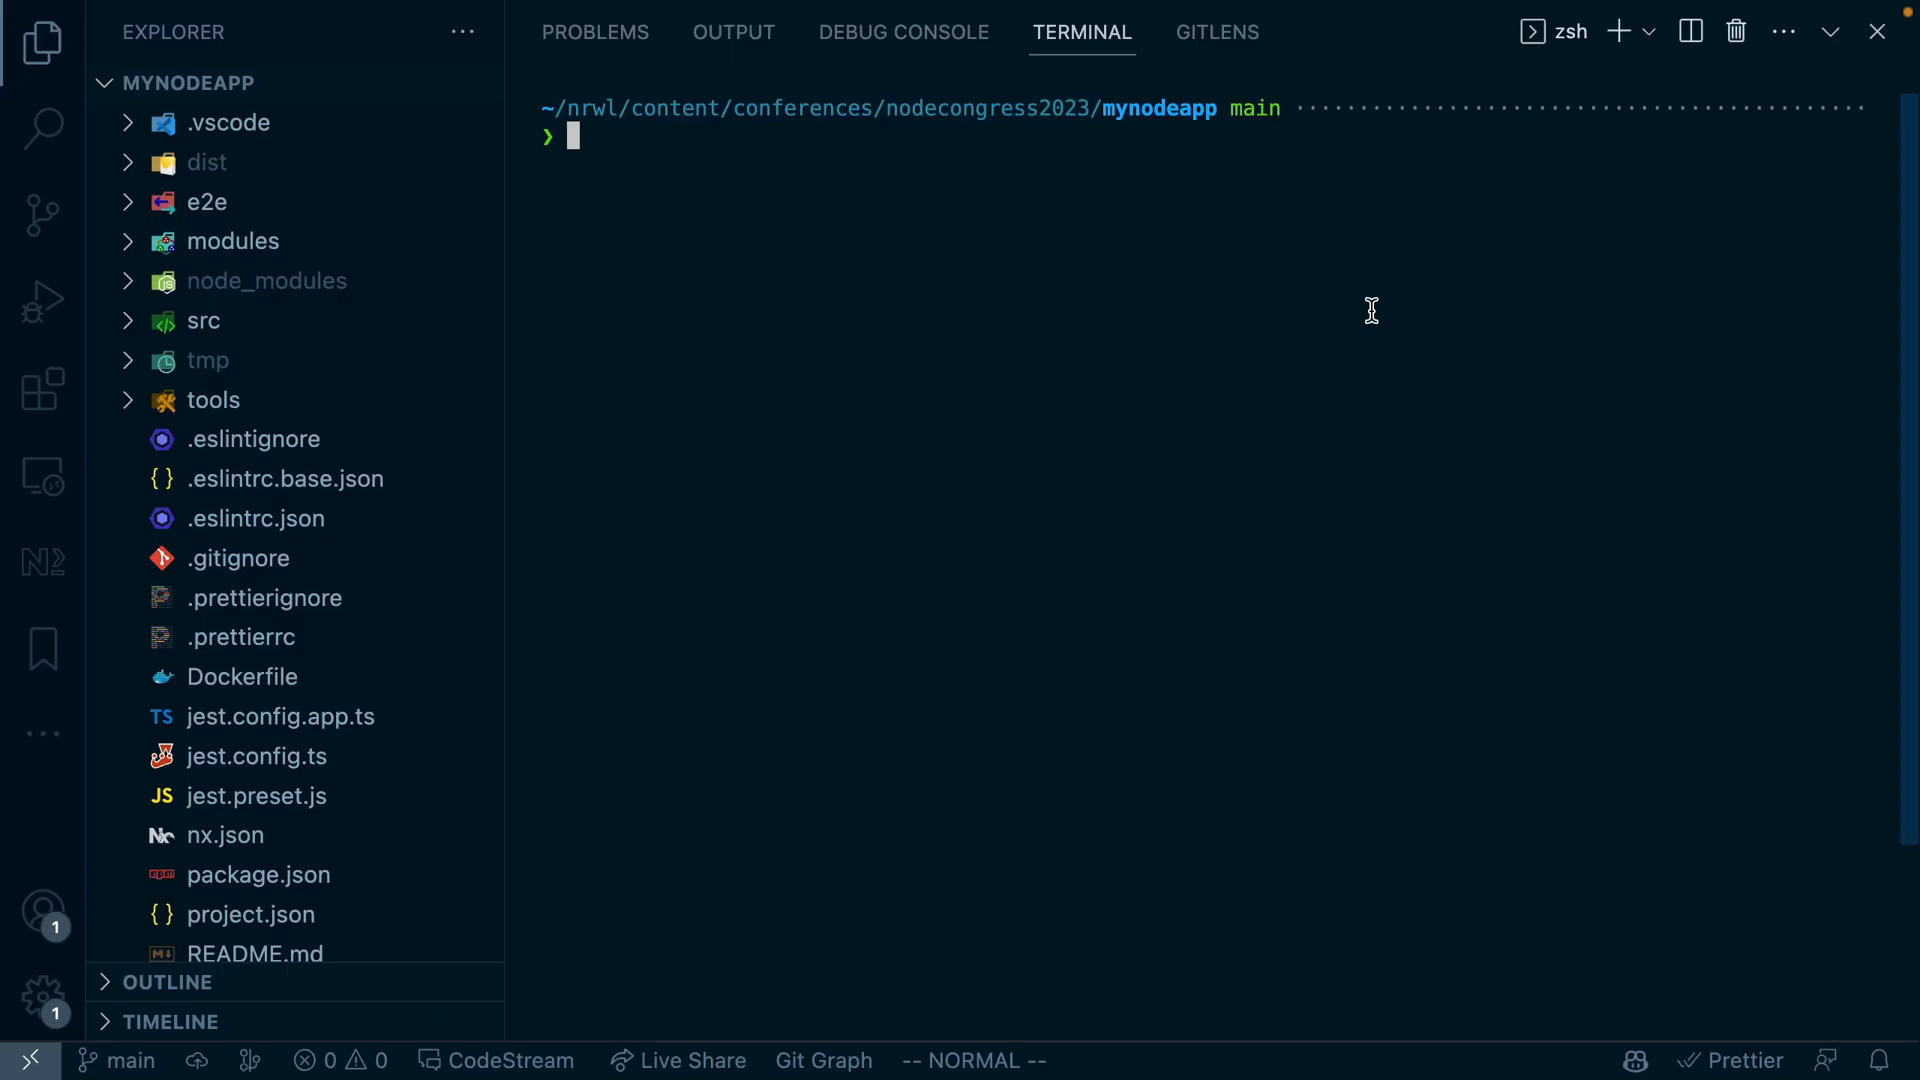 EXPLORER
MYNODEAPP
.vscode
dist
e2e
modules
node_modules
src
tmp
tools
.eslintignore
.eslintrc.base.json
.eslintrc.json
.gitignore
.prettierignore
.prettierrc
Dockerfile
TS jest.config.app.ts
jest.config.ts
JS jest.preset.js
nx.json
package.json
{ } project.json
README.md
OUTLINE
TIMELINE
1
1
PROBLEMS OUTPUT DEBUG CONSOLE TERMINAL GITLENS
zsh
~/nrwl/content/conferences/nodecongress2023/mynodeapp main
❯
main 0 0 CodeStream Live Share Git Graph -- NORMAL -- Prettier